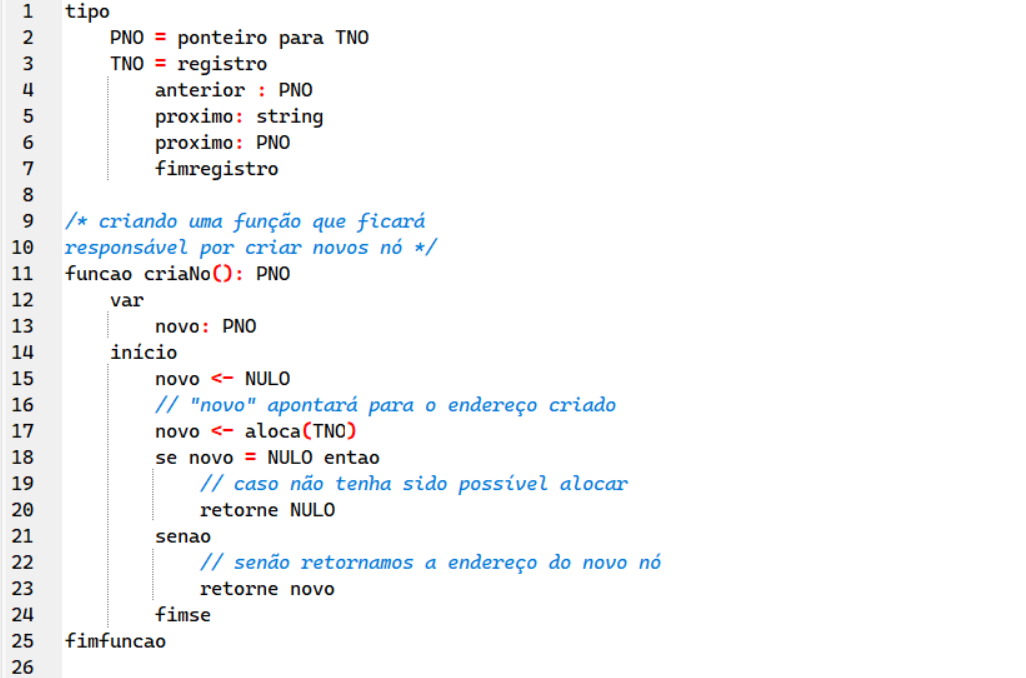 1 tipo
2 PNO = ponteiro para TNO
3 TNO = registro
4 anterior : PNO
5 proximo: string
6 proximo: PNO
7 fimregistro
8
9 /* criando uma função que ficará
10 responsável por criar novos nó */
11 funcao criaNo(): PNO
12 var
13 novo: PNO
14 início
15 novo <- NULO
16 // "novo" apontará para o endereço criado
17 novo <- aloca(TNO)
18 se novo = NULO entao
19 // caso não tenha sido possível alocar
20 retorne NULO
21 senao
22 // senão retornamos a endereço do novo nó
23 retorne novo
24 fimse
25 fimfuncao
26